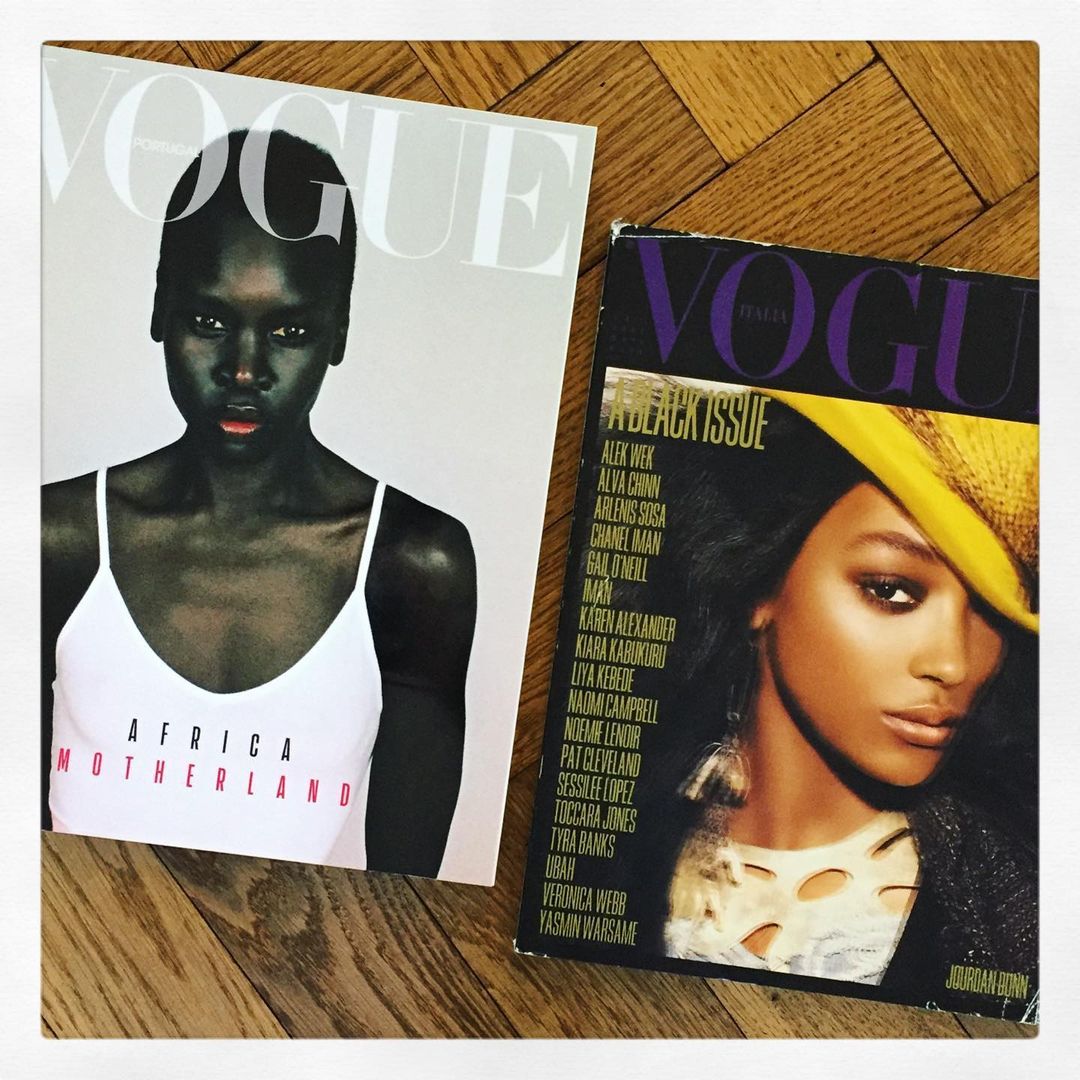 VOGUE
PORTUGAL
AFRICA
MOTHERLAND
VOGU
ITALIA
A BLACK ISSUE
ALEK WEK
ALVA CHINN
ARLENIS SOSA
CHANEL IMAN
GAIL O'NEILL
IMAN
KAREN ALEXANDER
KIARA KABUKURU
LIYA KEBEDE
NAOMI CAMPBELL
NOEMIE LENOIR
PAT CLEVELAND
SESSILEE LOPEZ
TOCCARA JONES
TYRA BANKS
UBAH
VERONICA WEBB
YASMIN WARSAME
JOURDAN DUNN